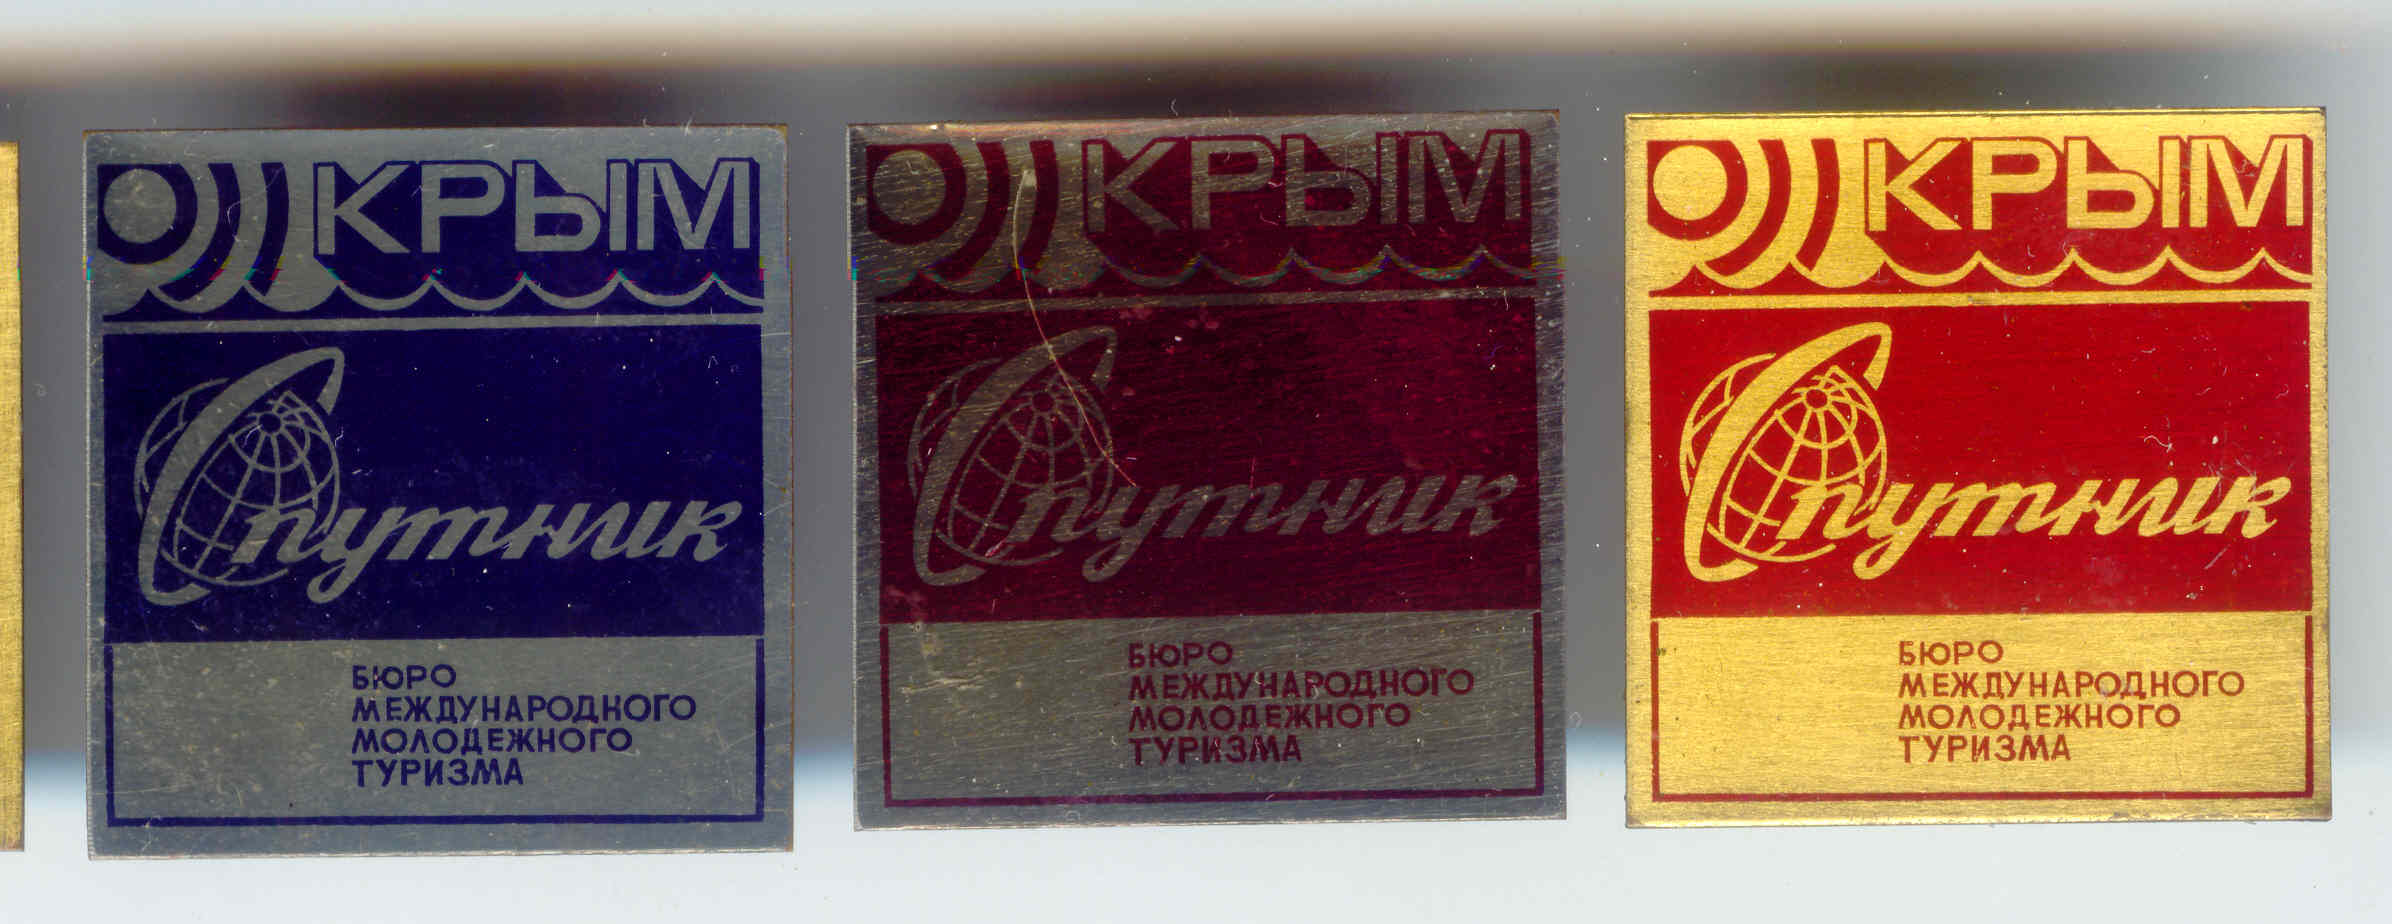 КРЫМ
Спутник
БЮРО
МЕЖДУНАРОДНОГО
МОЛОДЕЖНОГО
ТУРИЗМА
КРЫМ
Спутник
БЮРО
МЕЖДУНАРОДНОГО
МОЛОДЕЖНОГО
ТУРИЗМА
КРЫМ
Спутник
БЮРО
МЕЖДУНАРОДНОГО
МОЛОДЕЖНОГО
ТУРИЗМА